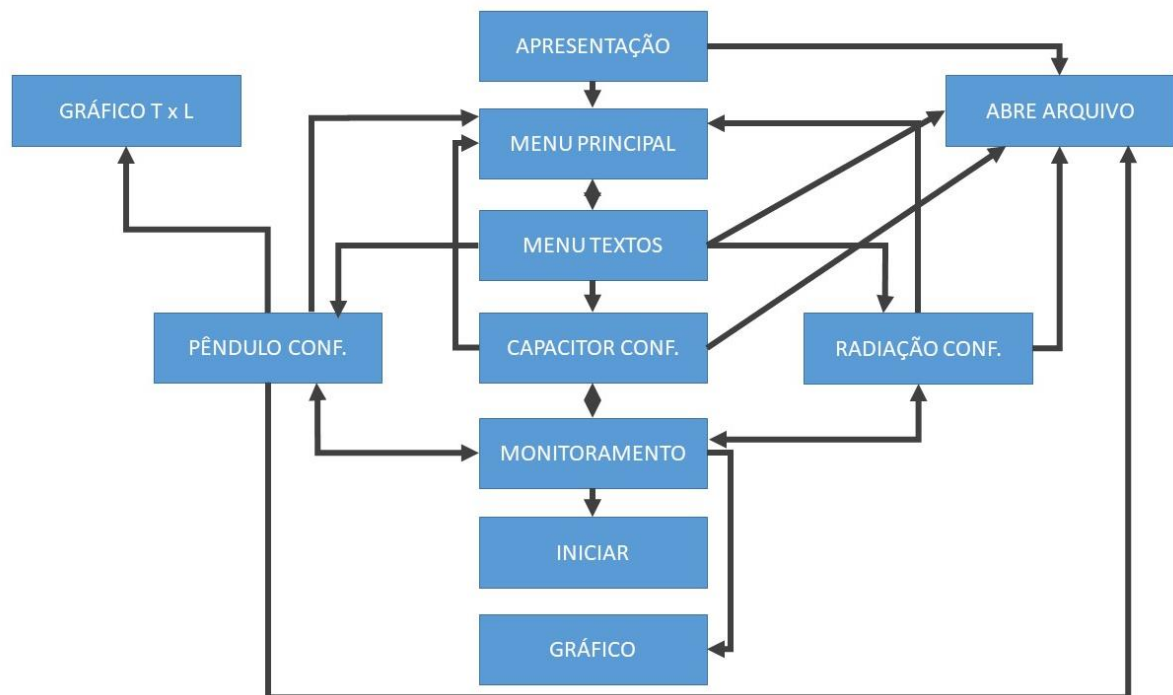 APRESENTAÇÃO
GRÁFICO T x L
ABRE ARQUIVO
MENU PRINCIPAL
MENU TEXTOS
PÊNDULO CONF.
CAPACITOR CONF.
RADIAÇÃO CONF.
MONITORAMENTO
INICIAR
GRÁFICO